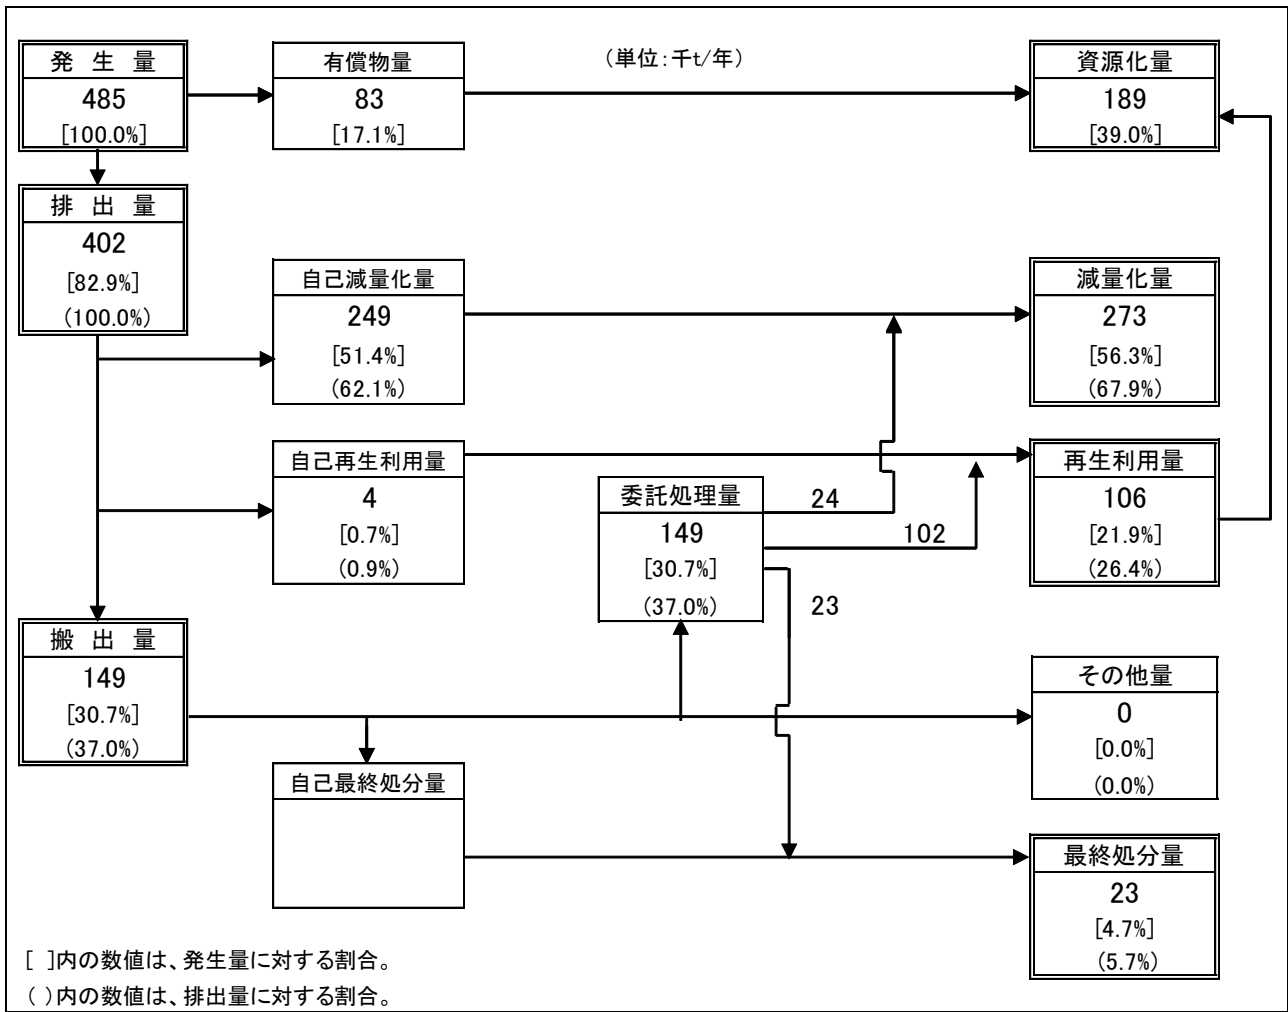 発 生 量
485
[100.0%]
有償物量
83
[17.1%]
（単位：千t/年）
資源化量
189
[39.0%]
排 出 量
402
[82.9%]
(100.0%)
自己減量化量
249
[51.4%]
(62.1%)
減量化量
273
[56.3%]
(67.9%)
自己再生利用量
4
[0.7%]
(0.9%)
委託処理量
149
[30.7%]
(37.0%)
24
102
23
再生利用量
106
[21.9%]
(26.4%)
搬 出 量
149
[30.7%]
(37.0%)
自己最終処分量
その他量
0
[0.0%]
(0.0%)
最終処分量
23
[4.7%]
(5.7%)
[ ]内の数値は、発生量に対する割合。
( )内の数値は、排出量に対する割合。